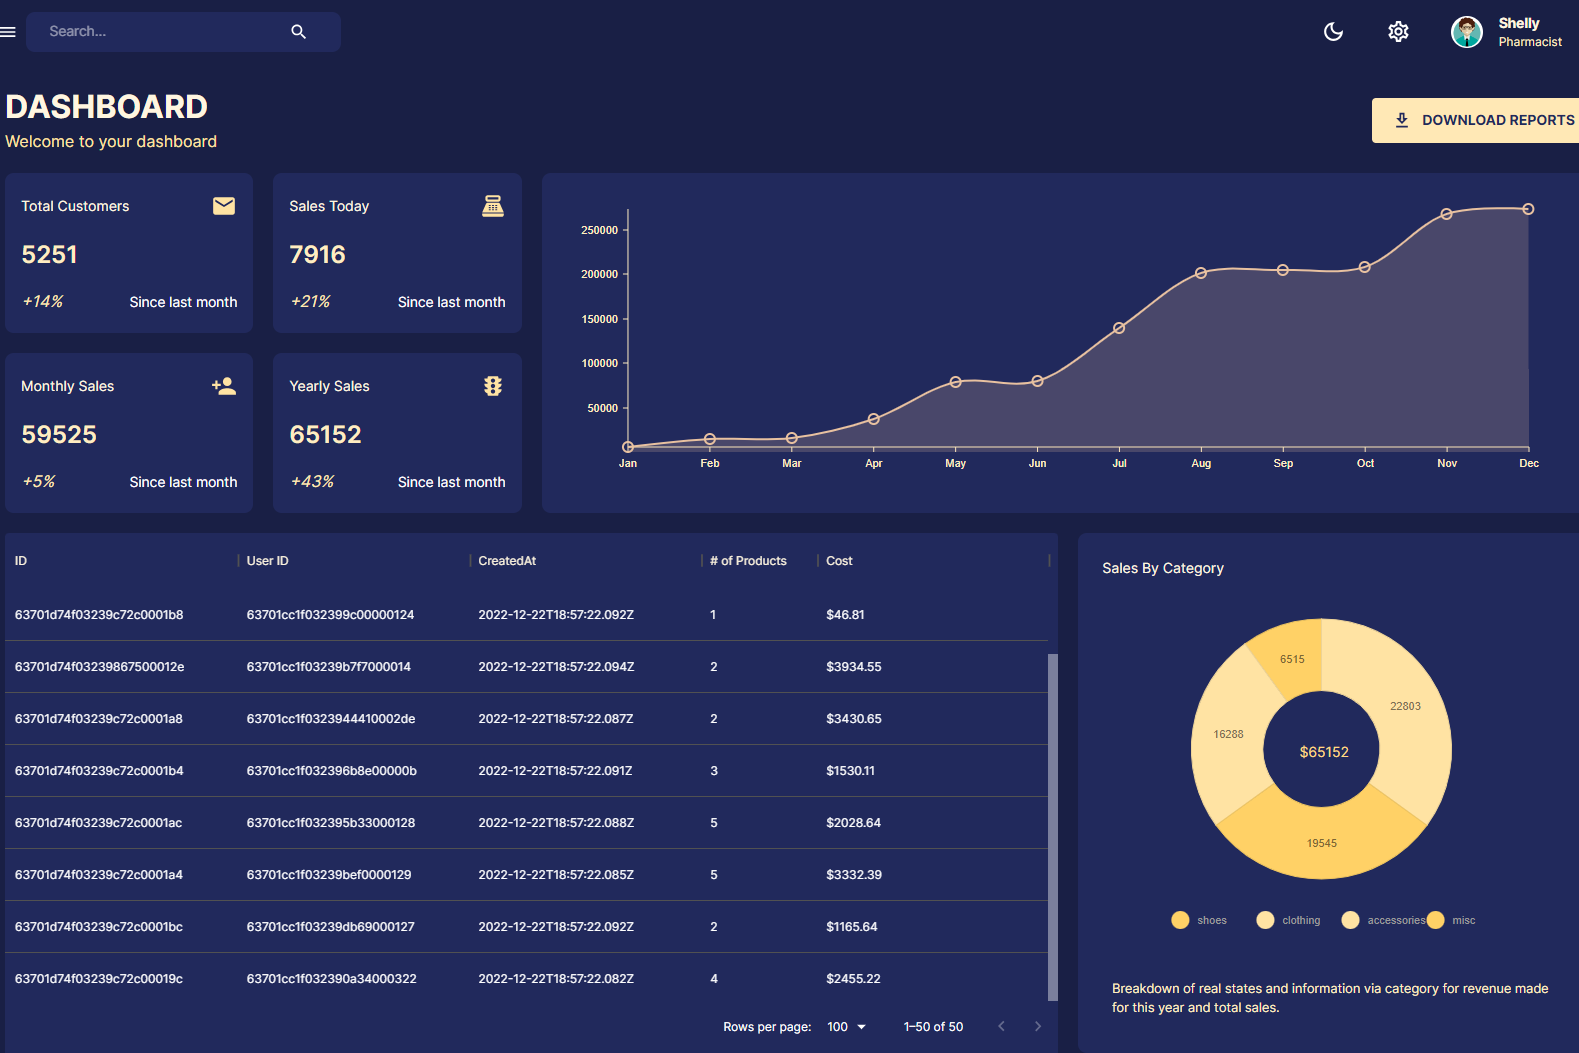 Search...
Shelly
Pharmacist
DASHBOARD
Welcome to your dashboard
DOWNLOAD REPORTS
Total Customers
5251
+14% Since last month
Sales Today
7916
+21% Since last month
Monthly Sales
59525
+5% Since last month
Yearly Sales
65152
+43% Since last month
250000
200000
150000
100000
50000
Jan Feb Mar Apr May Jun Jul Aug Sep Oct Nov Dec
ID User ID CreatedAt # of Products Cost
63701d74f03239c72c0001b8 63701cc1f032399c00000124 2022-12-22T18:57:22.092Z 1 $46.81
63701d74f03239867500012e 63701cc1f03239b7f7000014 2022-12-22T18:57:22.094Z 2 $3934.55
63701d74f03239c72c0001a8 63701cc1f0323944410002de 2022-12-22T18:57:22.087Z 2 $3430.65
63701d74f03239c72c0001b4 63701cc1f032396b8e00000b 2022-12-22T18:57:22.091Z 3 $1530.11
63701d74f03239c72c0001ac 63701cc1f032395b33000128 2022-12-22T18:57:22.088Z 5 $2028.64
63701d74f03239c72c0001a4 63701cc1f03239bef0000129 2022-12-22T18:57:22.085Z 5 $3332.39
63701d74f03239c72c0001bc 63701cc1f03239db69000127 2022-12-22T18:57:22.092Z 2 $1165.64
63701d74f03239c72c00019c 63701cc1f032390a34000322 2022-12-22T18:57:22.082Z 4 $2455.22
Rows per page: 100 1–50 of 50
Sales By Category
6515
22803
16288
$65152
19545
shoes clothing accessories misc
Breakdown of real states and information via category for revenue made
for this year and total sales.